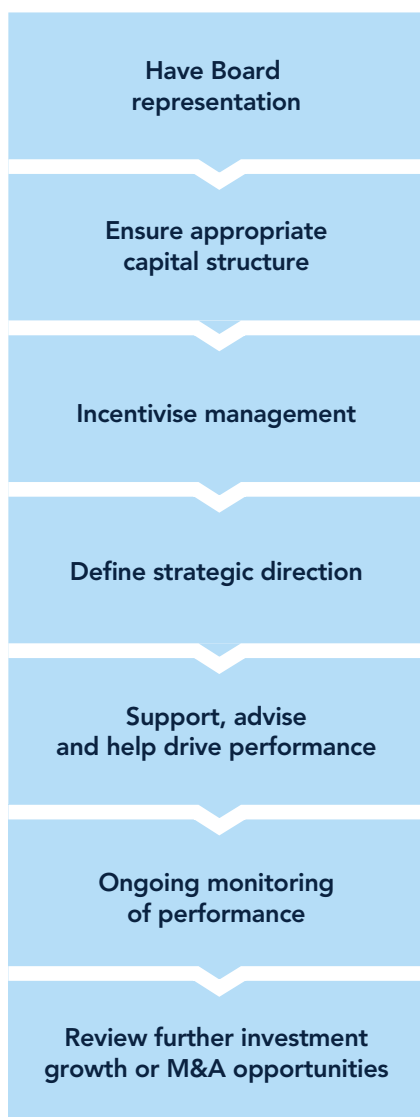 Have Board
representation
Ensure appropriate
capital structure
Incentivise management
Define strategic direction
Support, advise
and help drive performance
Ongoing monitoring
of performance
Review further investment
growth or M&A opportunities